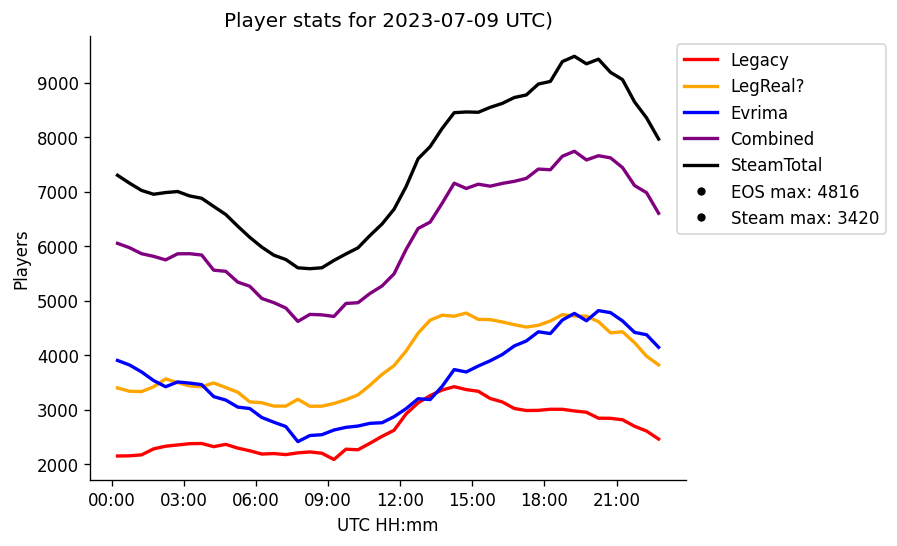 Player stats for 2023-07-09 UTC)
Players
9000
8000
7000
6000
5000
4000
3000
2000
00:00 03:00 06:00 09:00 12:00 15:00 18:00 21:00
UTC HH:mm
Legacy
LegReal?
Evrima
Combined
SteamTotal
EOS max: 4816
Steam max: 3420